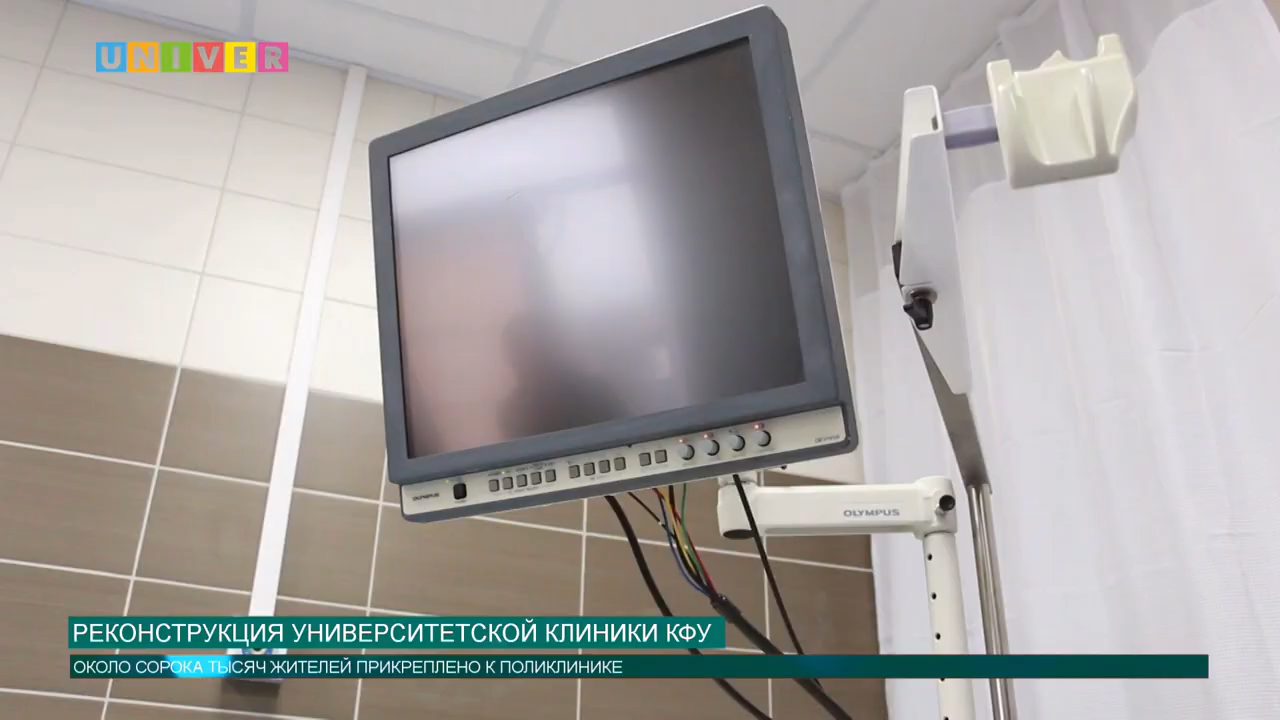 UNIVER
OLYMPUS
OLYMPUS
РЕКОНСТРУКЦИЯ УНИВЕРСИТЕТСКОЙ КЛИНИКИ КФУ
ОКОЛО СОРОКА ТЫСЯЧ ЖИТЕЛЕЙ ПРИКРЕПЛЕНО К ПОЛИКЛИНИКЕ